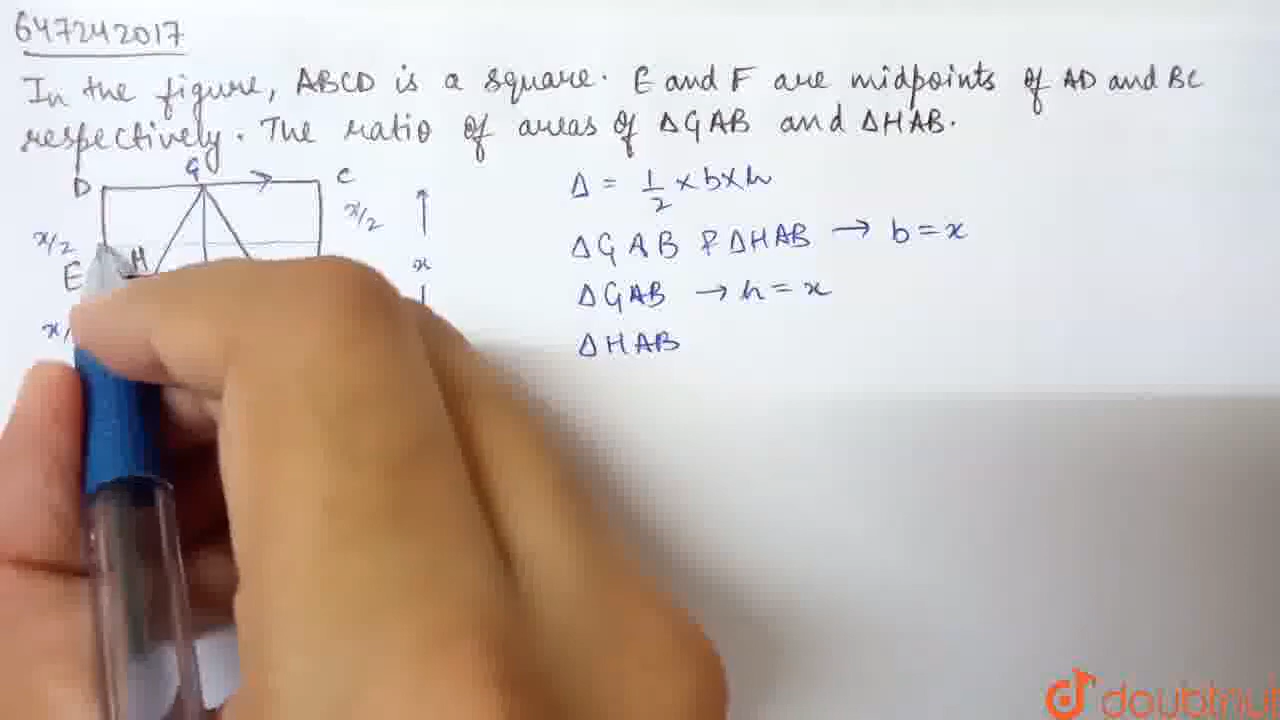 647242017
In the figure, ABCD is a square. E and F are midpoints of AD and BC
respectively. The ratio of areas of ΔGAB and ΔHAB.
D G C
x/2 x/2
E H x
x/
Δ = 1/2 × b × h
ΔGAB & ΔHAB → b = x
ΔGAB → h = x
ΔHAB
doubtnut